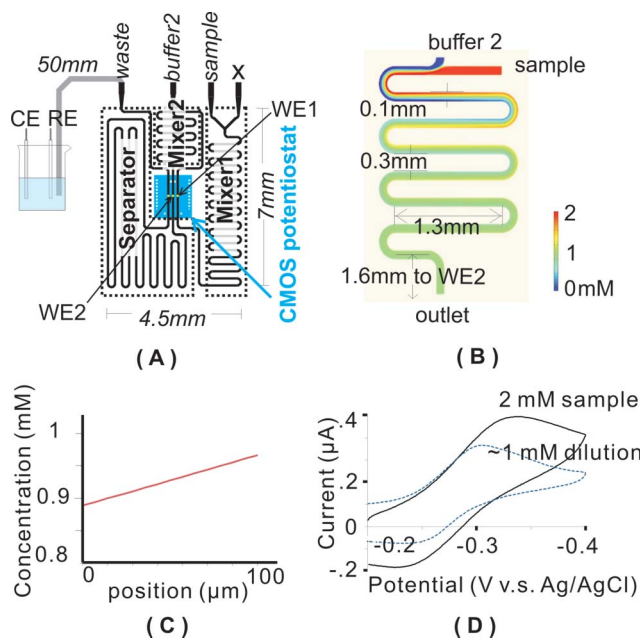 50mm
waste
buffer2
sample
X
CE RE
WE1
Separator
Mixer2
Mixer1
7mm
CMOS potentiostat
WE2
4.5mm
( A )
buffer 2
sample
0.1mm
0.3mm
1.3mm
1.6mm to WE2
outlet
2
1
0 mM
( B )
Concentration (mM)
1
0.9
0.8
0
100
position (µm)
( C )
Current (µA)
.4
0.2
0
-.2
2 mM sample
~1 mM dilution
-0.2
-0.3
-0.4
Potential (V v.s. Ag/AgCl)
( D )